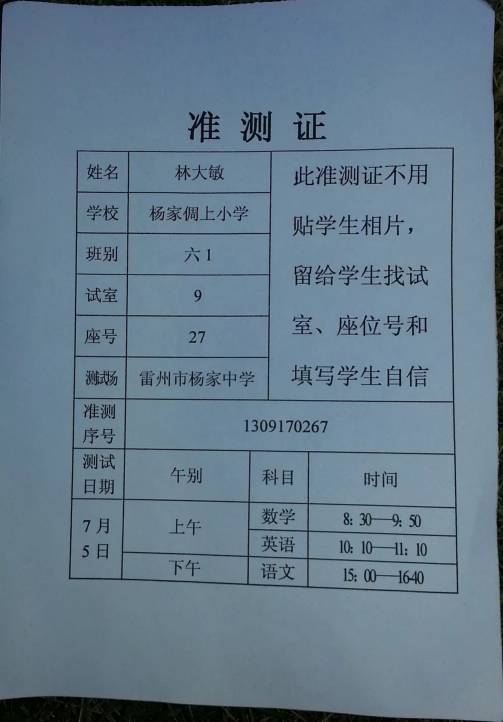 准测证
姓名 林大敏
学校 杨家倜上小学
班别 六1
试室 9
座号 27
测试场 雷州市杨家中学
此准测证不用
贴学生相片，
留给学生找试
室、座位号和
填写学生自信
准测
序号
1309170267
测试
日期
午别 科目 时间
7月
5日
上午 数学 8：30—9：50
英语 10：10—11：10
下午 语文 15：00—1640